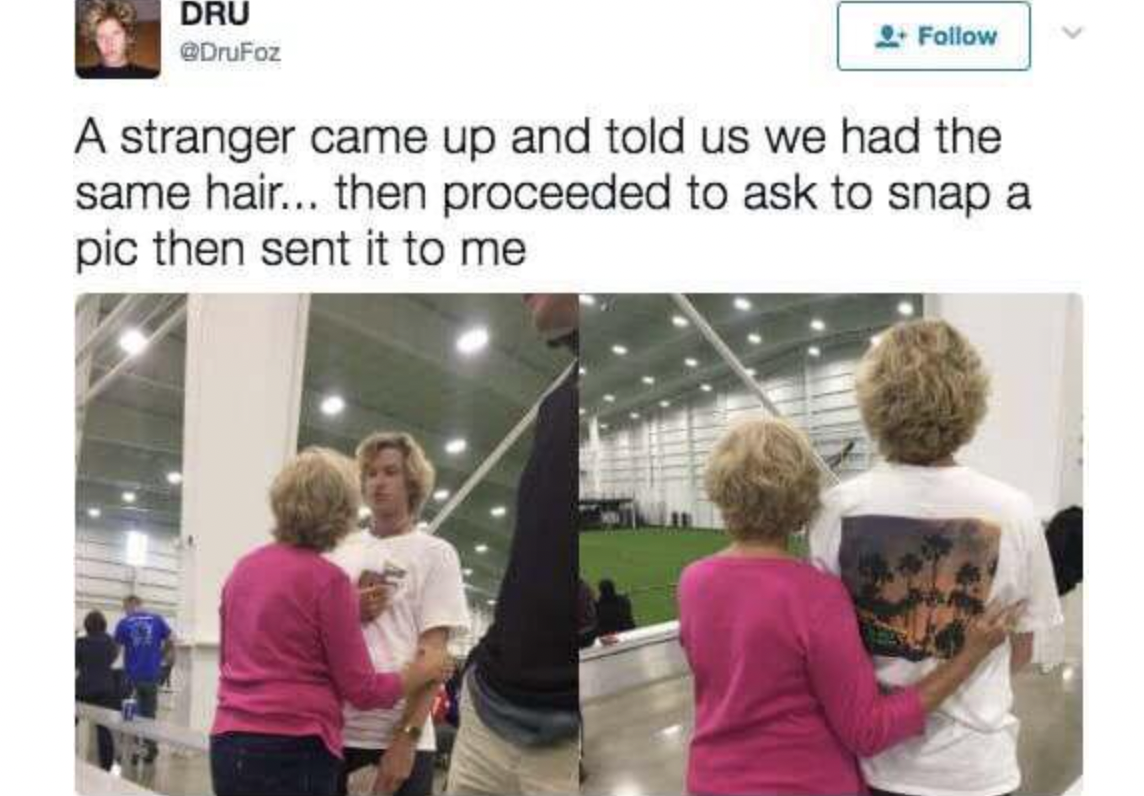 DRU
@DruFoz
Follow
A stranger came up and told us we had the
same hair... then proceeded to ask to snap a
pic then sent it to me